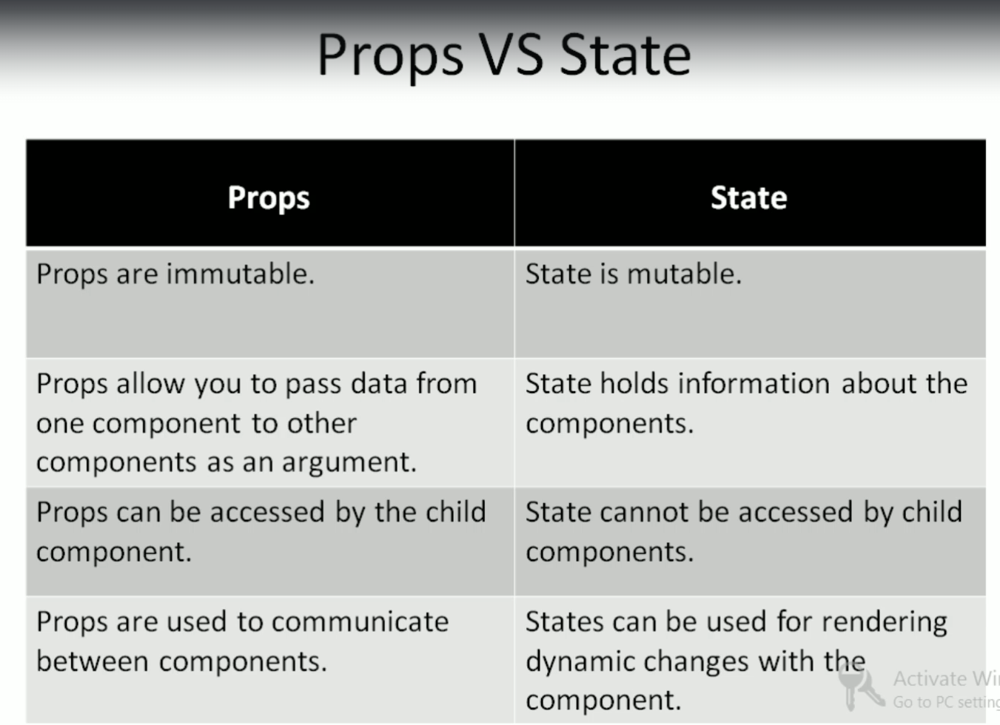 Props VS State
Props
State
Props are immutable.
State is mutable.
Props allow you to pass data from
one component to other
components as an argument.
State holds information about the
components.
Props can be accessed by the child
component.
State cannot be accessed by child
components.
Props are used to communicate
between components.
States can be used for rendering
dynamic changes with the
component.
Activate Wi
Go to PC setting